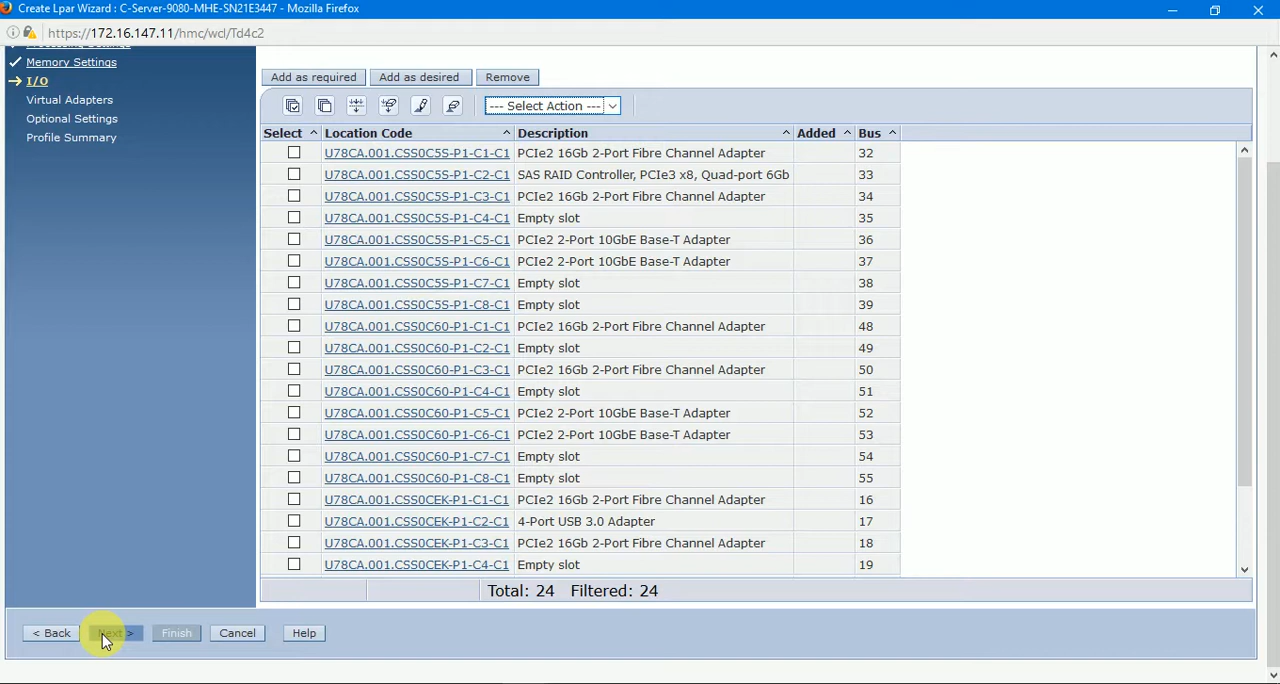 Create Lpar Wizard : C-Server-9080-MHE-SN21E3447 - Mozilla Firefox
https://172.16.147.11/hmc/wcl/Td4c2
Processing Settings
Memory Settings
I/O
Virtual Adapters
Optional Settings
Profile Summary
Add as required Add as desired Remove
--- Select Action ---
Select ^ Location Code ^ Description ^ Added ^ Bus ^
U78CA.001.CSS0C5S-P1-C1-C1 PCIe2 16Gb 2-Port Fibre Channel Adapter 32
U78CA.001.CSS0C5S-P1-C2-C1 SAS RAID Controller, PCIe3 x8, Quad-port 6Gb 33
U78CA.001.CSS0C5S-P1-C3-C1 PCIe2 16Gb 2-Port Fibre Channel Adapter 34
U78CA.001.CSS0C5S-P1-C4-C1 Empty slot 35
U78CA.001.CSS0C5S-P1-C5-C1 PCIe2 2-Port 10GbE Base-T Adapter 36
U78CA.001.CSS0C5S-P1-C6-C1 PCIe2 2-Port 10GbE Base-T Adapter 37
U78CA.001.CSS0C5S-P1-C7-C1 Empty slot 38
U78CA.001.CSS0C5S-P1-C8-C1 Empty slot 39
U78CA.001.CSS0C60-P1-C1-C1 PCIe2 16Gb 2-Port Fibre Channel Adapter 48
U78CA.001.CSS0C60-P1-C2-C1 Empty slot 49
U78CA.001.CSS0C60-P1-C3-C1 PCIe2 16Gb 2-Port Fibre Channel Adapter 50
U78CA.001.CSS0C60-P1-C4-C1 Empty slot 51
U78CA.001.CSS0C60-P1-C5-C1 PCIe2 2-Port 10GbE Base-T Adapter 52
U78CA.001.CSS0C60-P1-C6-C1 PCIe2 2-Port 10GbE Base-T Adapter 53
U78CA.001.CSS0C60-P1-C7-C1 Empty slot 54
U78CA.001.CSS0C60-P1-C8-C1 Empty slot 55
U78CA.001.CSS0CEK-P1-C1-C1 PCIe2 16Gb 2-Port Fibre Channel Adapter 16
U78CA.001.CSS0CEK-P1-C2-C1 4-Port USB 3.0 Adapter 17
U78CA.001.CSS0CEK-P1-C3-C1 PCIe2 16Gb 2-Port Fibre Channel Adapter 18
U78CA.001.CSS0CEK-P1-C4-C1 Empty slot 19
Total: 24 Filtered: 24
< Back Next > Finish Cancel Help